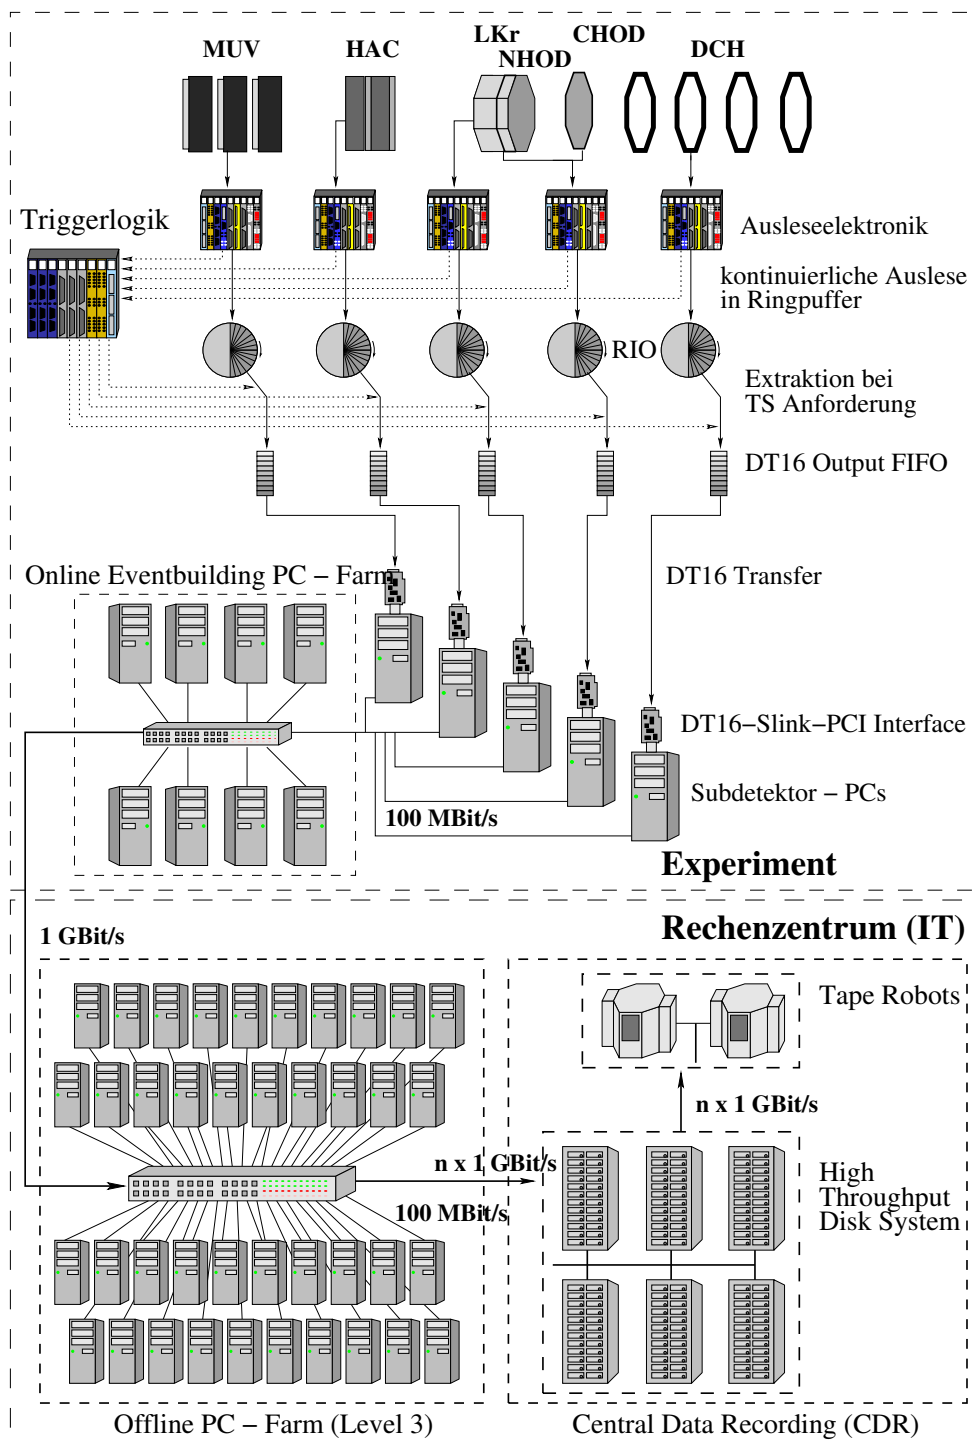 MUV
HAC
LKr
NHOD
CHOD
DCH
Triggerlogik
Ausleseelektronik
kontinuierliche Auslese
in Ringpuffer
RIO
Extraktion bei
TS Anforderung
DT16 Output FIFO
Online Eventbuilding PC – Farm
DT16 Transfer
DT16–Slink–PCI Interface
Subdetektor – PCs
100 MBit/s
Experiment
Rechenzentrum (IT)
1 GBit/s
Tape Robots
n x 1 GBit/s
n x 1 GBit/s
100 MBit/s
High
Throughput
Disk System
Offline PC – Farm (Level 3)
Central Data Recording (CDR)